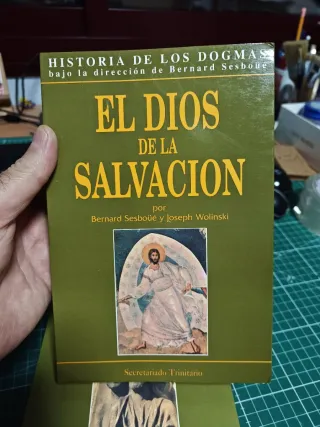 HISTORIA DE LOS DOGMAS
bajo la dirección de Bernard Sesboüe
EL DIOS
DE LA
SALVACION
por
Bernard Sesboüé y Joseph Wolinski
Secretariado Trinitario